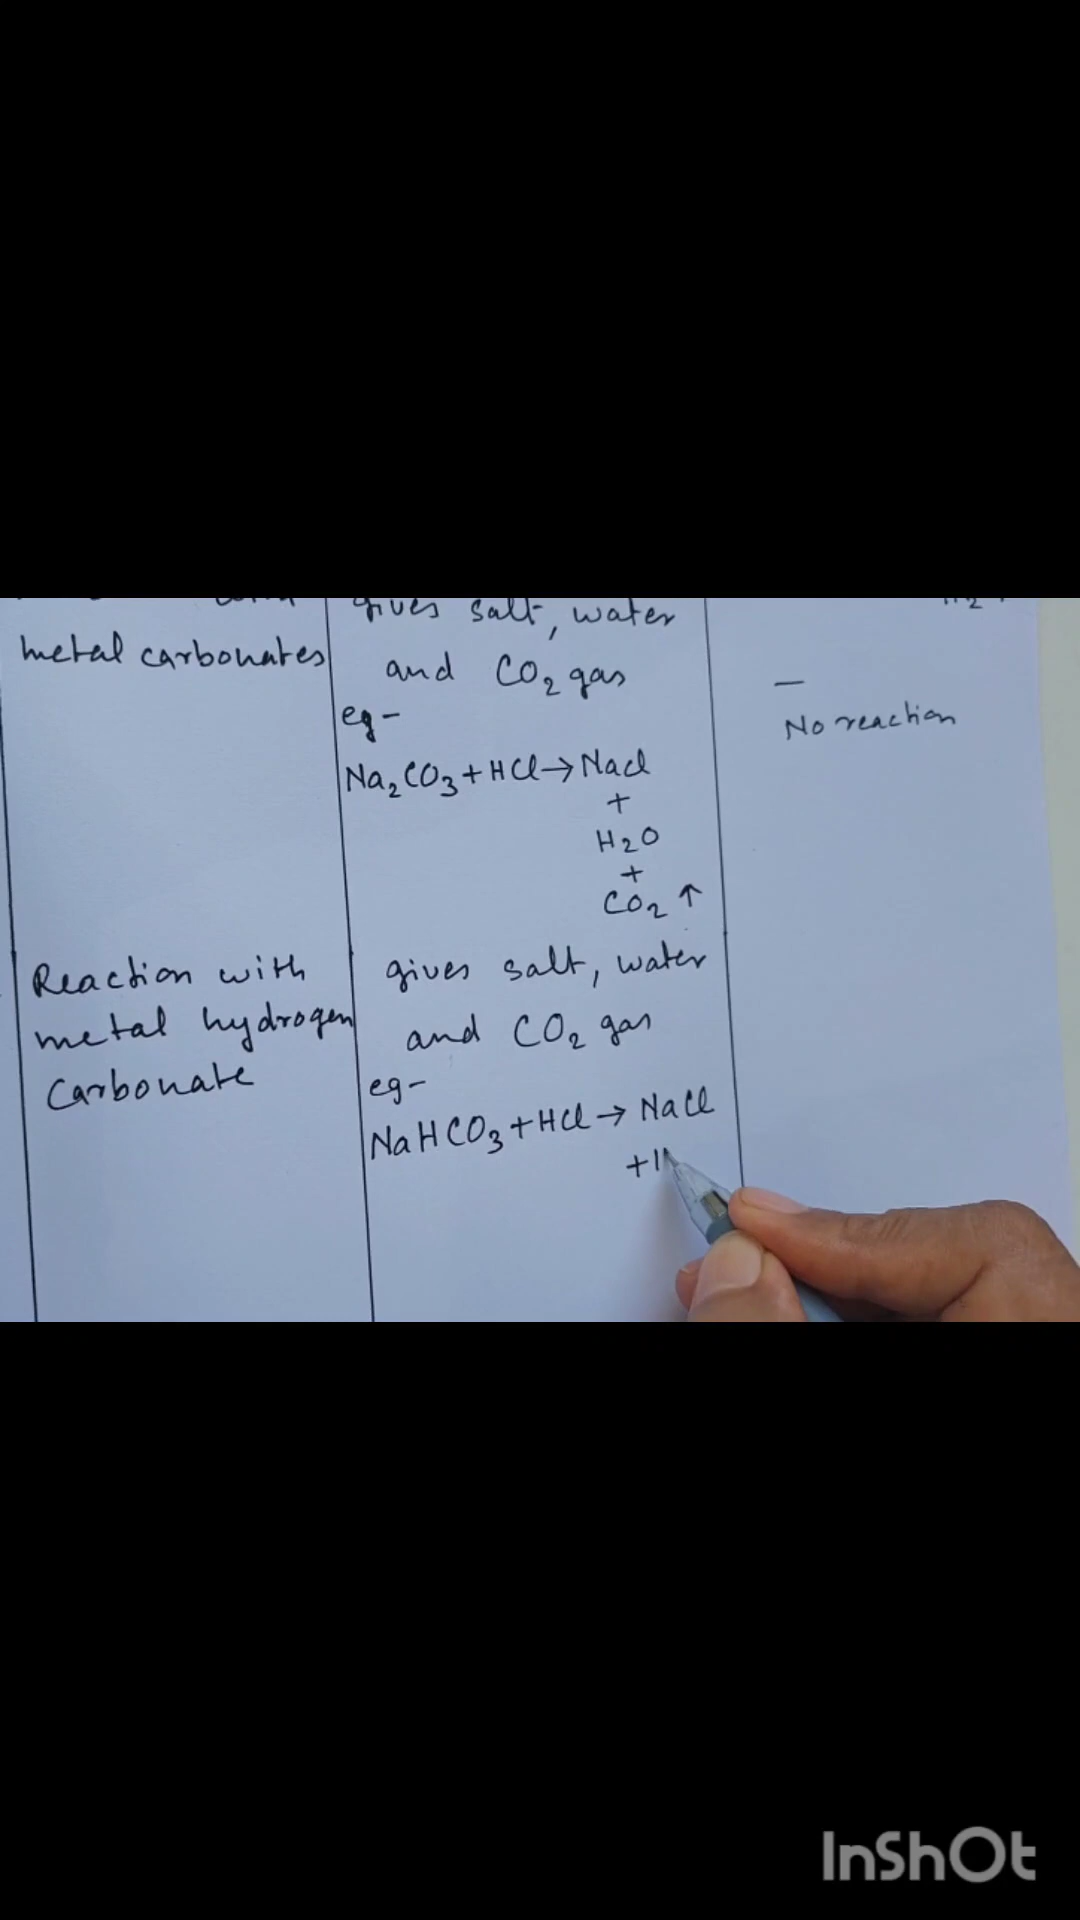 gives salt, water
metal carbonates
and CO₂ gas
eg-
Na₂CO₃ + HCl → NaCl
+
H₂O
+
CO₂ ↑
—
No reaction
Reaction with
metal hydrogen
Carbonate
gives salt, water
and CO₂ gas
eg-
NaHCO₃ + HCl → NaCl
+
InShOt